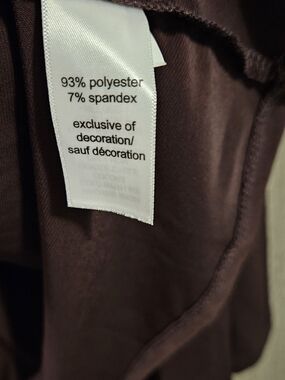 93% polyester
7% spandex
exclusive of
decoration/
sauf décoration